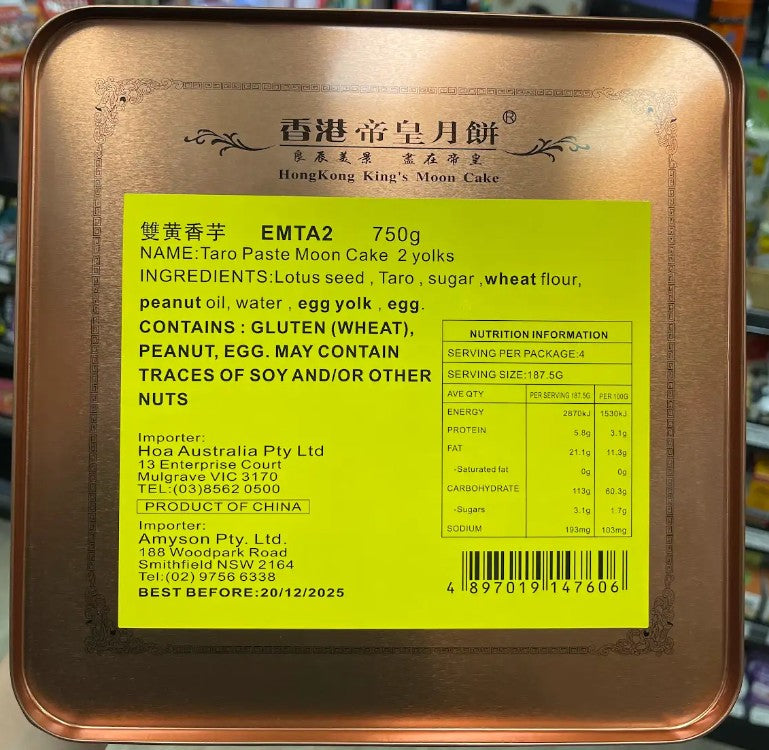 香港帝皇月餅®
良辰美景 盡在帝皇
HongKong King's Moon Cake
雙黄香芋 EMTA2 750g
NAME:Taro Paste Moon Cake 2 yolks
INGREDIENTS:Lotus seed , Taro , sugar ,wheat flour,
peanut oil, water , egg yolk , egg.
CONTAINS : GLUTEN (WHEAT),
PEANUT, EGG. MAY CONTAIN
TRACES OF SOY AND/OR OTHER
NUTS
Importer:
Hoa Australia Pty Ltd
13 Enterprise Court
Mulgrave VIC 3170
TEL:(03)8562 0500
PRODUCT OF CHINA
Importer:
Amyson Pty. Ltd.
188 Woodpark Road
Smithfield NSW 2164
Tel:(02) 9756 6338
BEST BEFORE:20/12/2025
NUTRITION INFORMATION
SERVING PER PACKAGE:4
SERVING SIZE:187.5G
AVE QTY PER SERVING 187.5G PER 100G
ENERGY 2870kJ 1530kJ
PROTEIN 5.8g 3.1g
FAT 21.1g 11.3g
-Saturated fat 0g 0g
CARBOHYDRATE 113g 60.3g
-Sugars 3.1g 1.7g
SODIUM 193mg 103mg
4 897019 147606